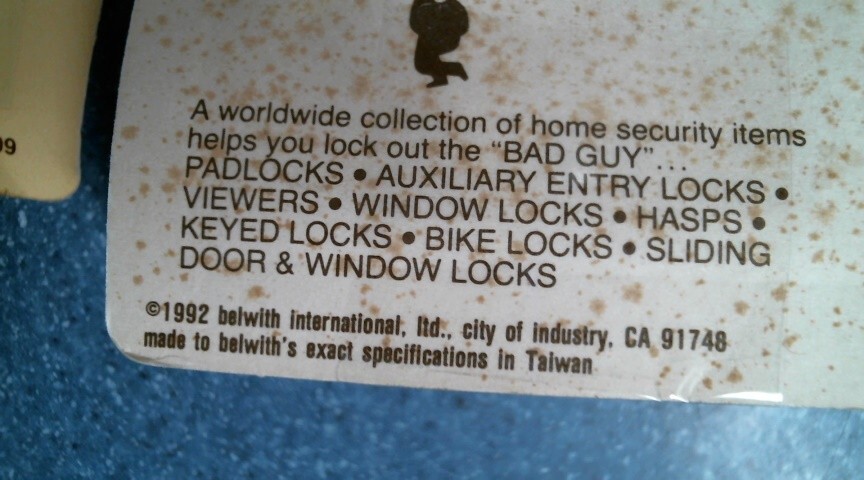 A worldwide collection of home security items
helps you lock out the “BAD GUY”...
PADLOCKS • AUXILIARY ENTRY LOCKS •
VIEWERS • WINDOW LOCKS • HASPS •
KEYED LOCKS • BIKE LOCKS • SLIDING
DOOR & WINDOW LOCKS
©1992 belwith international, ltd., city of industry, CA 91748
made to belwith's exact specifications in Taiwan